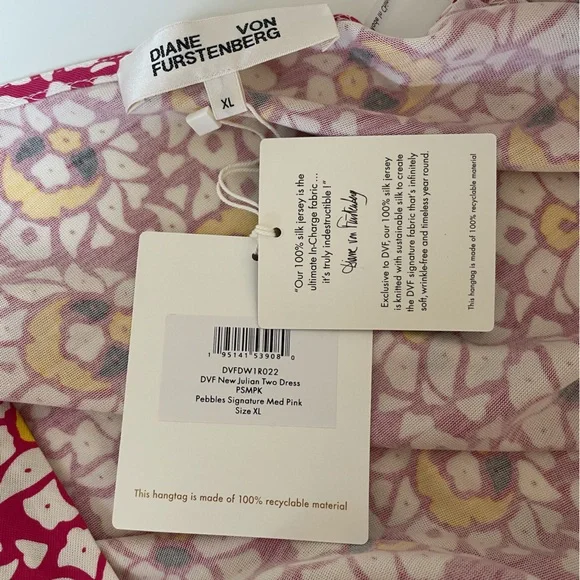 DIANE VON
FURSTENBERG
XL
"Our 100% silk jersey is the
ultimate In-Charge fabric ...
it's truly indestructible!"
Diane von Furstenberg
Exclusive to DVF, our 100% silk jersey
is knitted with sustainable silk to create
the DVF signature fabric that's infinitely
soft, wrinkle-free and timeless year round.
This hangtag is made of 100% recyclable material
1 95141 53908 0
DVFDW1R022
DVF New Julian Two Dress
PSMPK
Pebbles Signature Med Pink
Size XL
This hangtag is made of 100% recyclable material